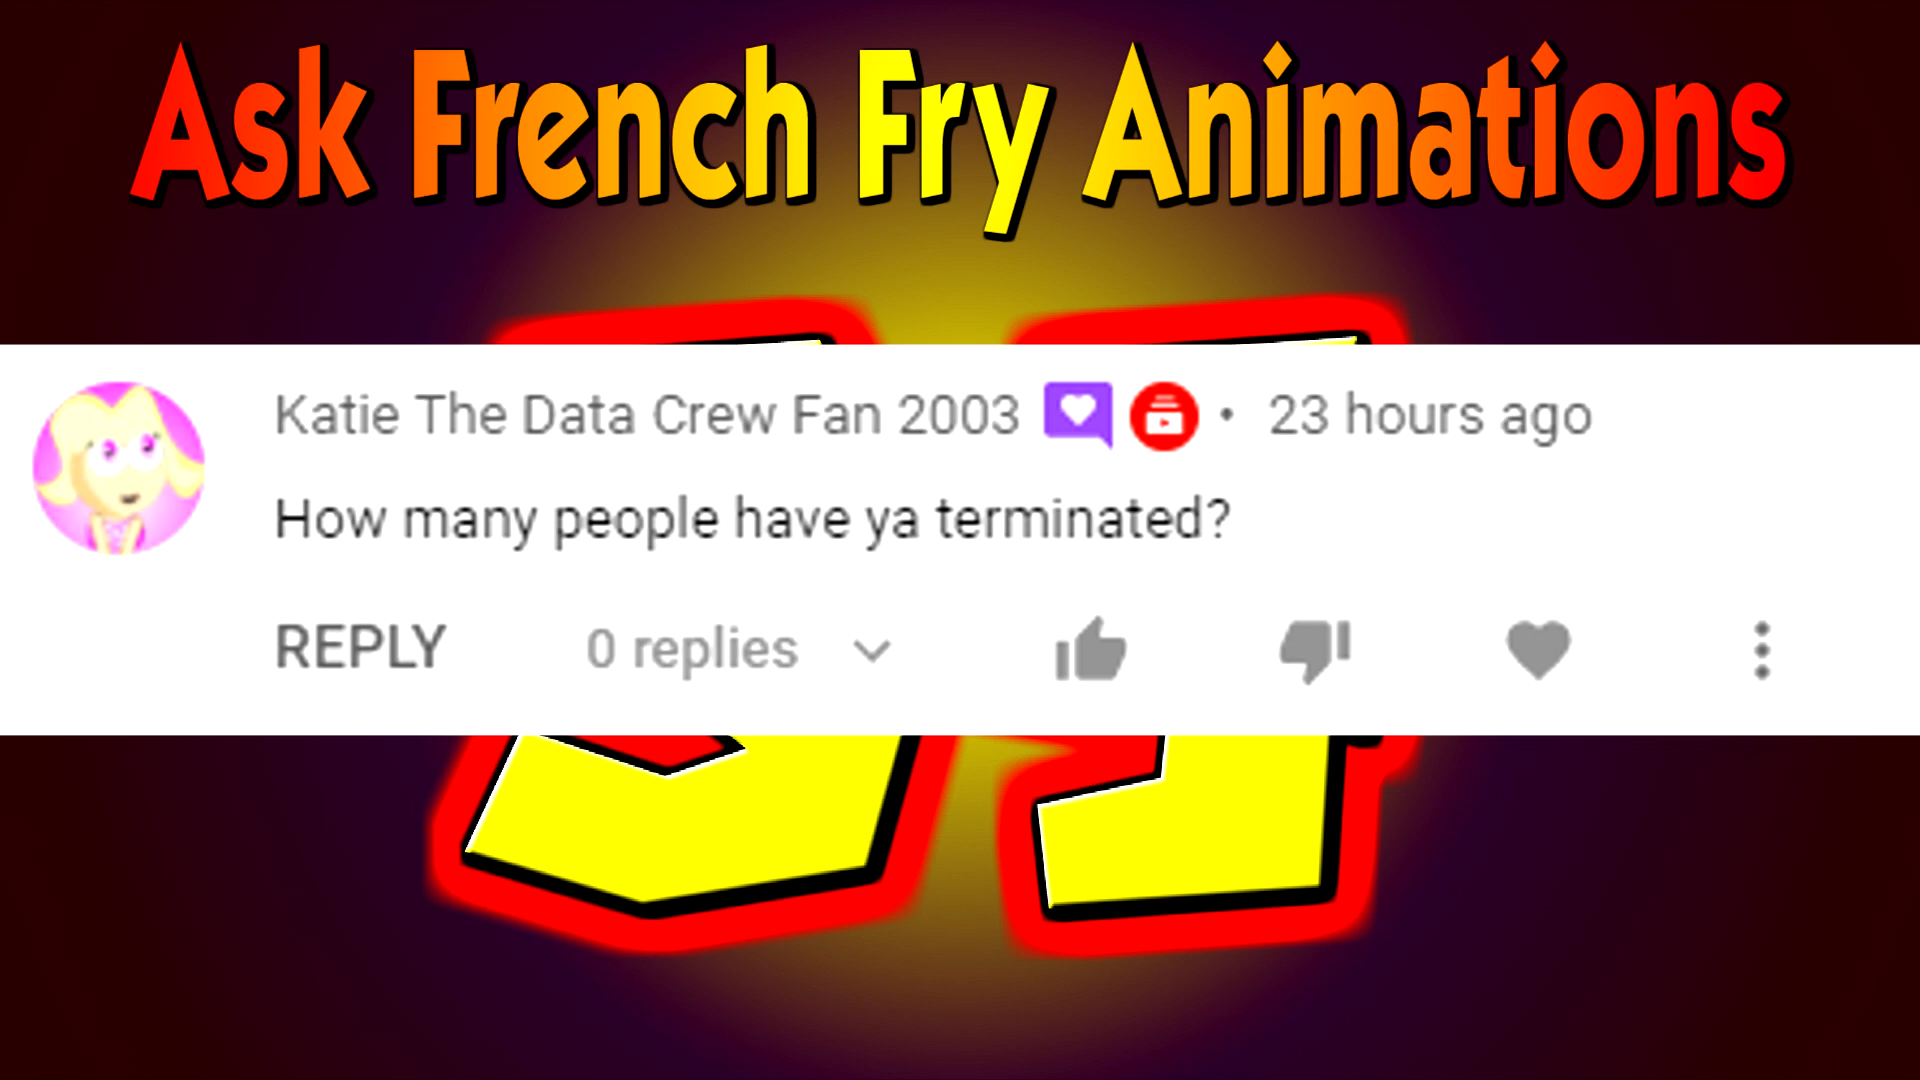 Ask French Fry Animations
Katie The Data Crew Fan 2003 • 23 hours ago
How many people have ya terminated?
REPLY 0 replies